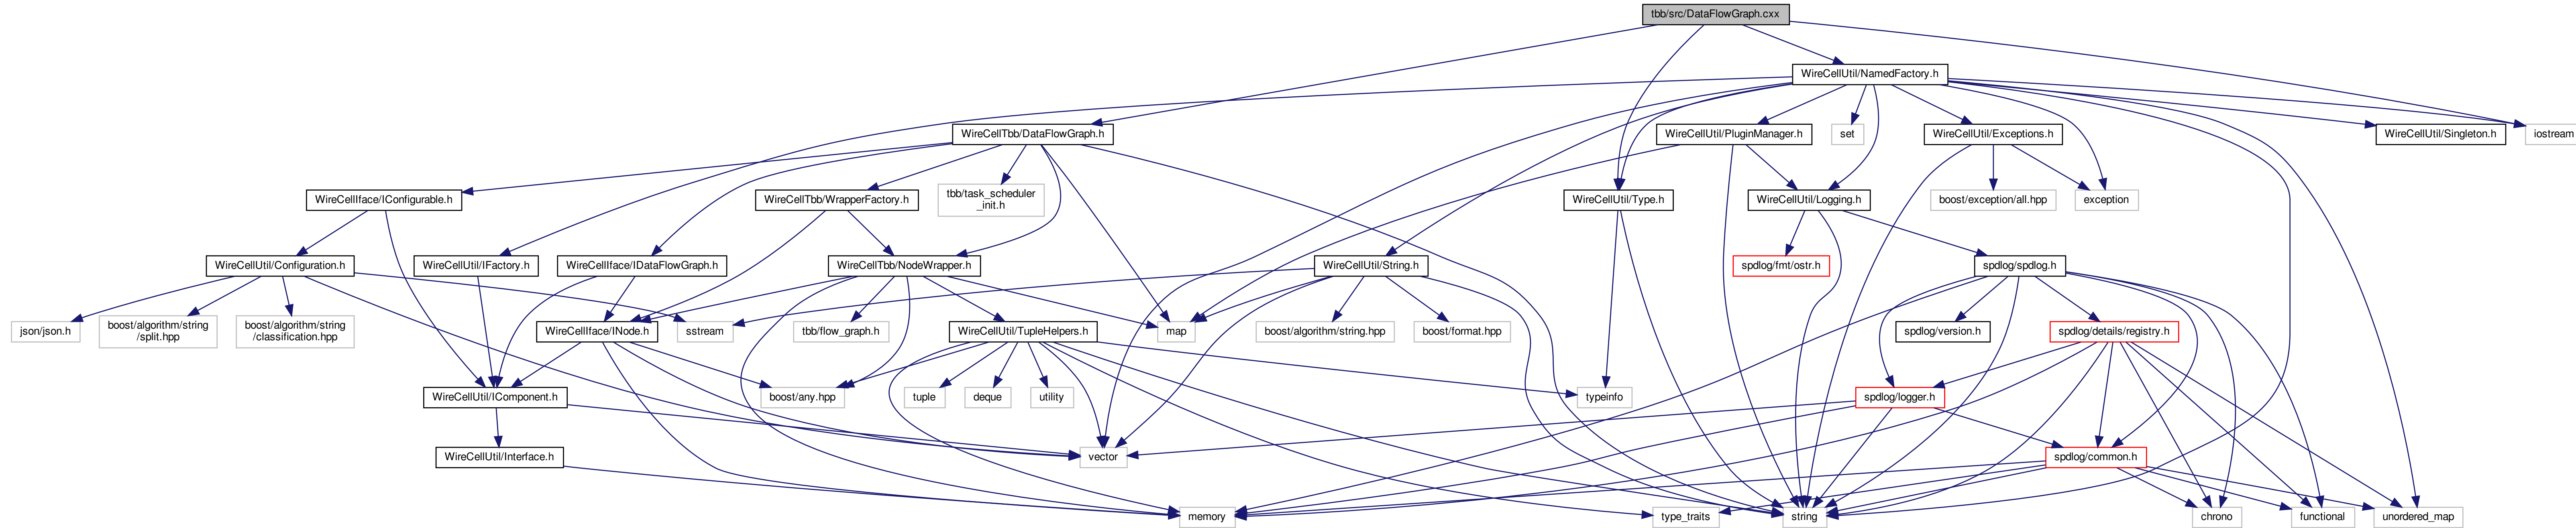 tbb/src/DataFlowGraph.cxx
WireCellUtil/NamedFactory.h
WireCellTbb/DataFlowGraph.h
WireCellUtil/PluginManager.h
set
WireCellUtil/Exceptions.h
WireCellUtil/Singleton.h
iostream
WireCellIface/IConfigurable.h
WireCellTbb/WrapperFactory.h
tbb/task_scheduler
_init.h
WireCellUtil/Type.h
WireCellUtil/Logging.h
boost/exception/all.hpp
exception
WireCellUtil/Configuration.h
WireCellUtil/IFactory.h
WireCellIface/IDataFlowGraph.h
WireCellTbb/NodeWrapper.h
WireCellUtil/String.h
spdlog/fmt/ostr.h
spdlog/spdlog.h
json/json.h
boost/algorithm/string
/split.hpp
boost/algorithm/string
/classification.hpp
WireCellIface/INode.h
sstream
tbb/flow_graph.h
WireCellUtil/TupleHelpers.h
map
boost/algorithm/string.hpp
boost/format.hpp
spdlog/version.h
spdlog/details/registry.h
WireCellUtil/IComponent.h
boost/any.hpp
tuple
deque
utility
typeinfo
spdlog/logger.h
WireCellUtil/Interface.h
vector
spdlog/common.h
memory
type_traits
string
chrono
functional
unordered_map